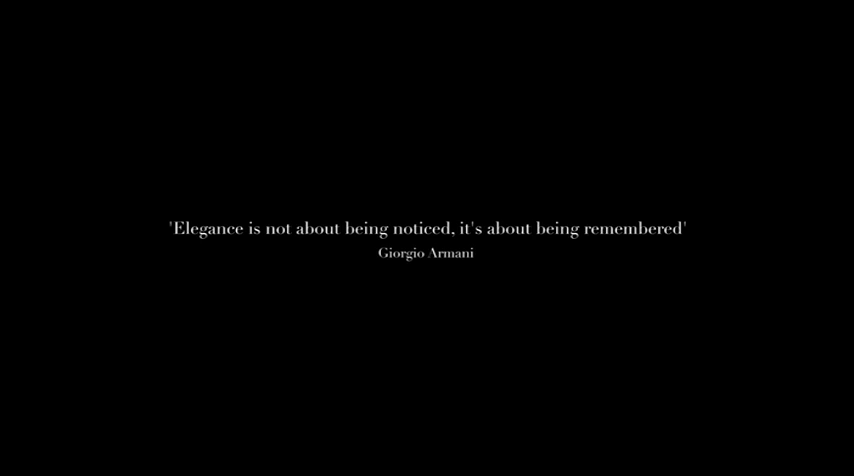 'Elegance is not about being noticed, it's about being remembered'
Giorgio Armani